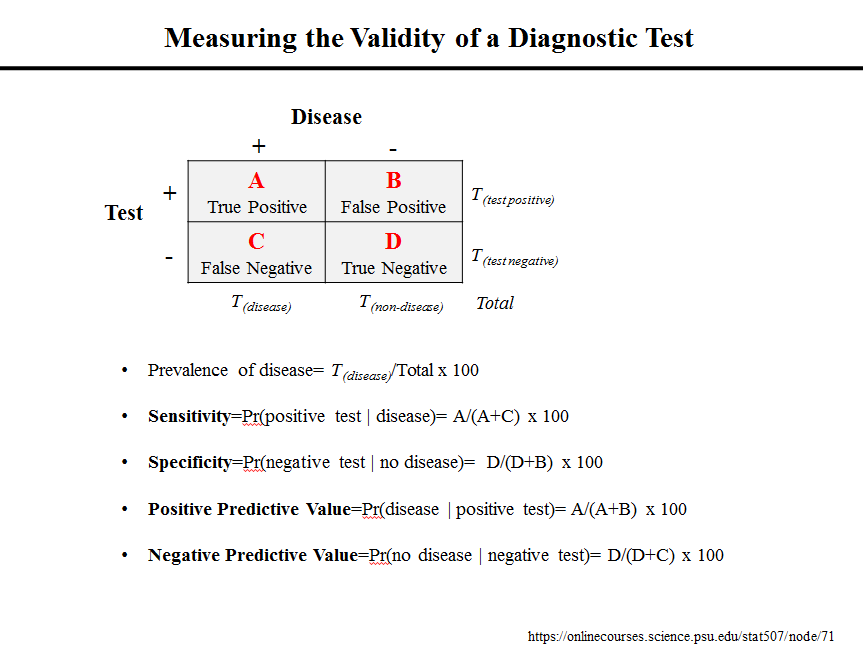 Measuring the Validity of a Diagnostic Test
Disease
+ -
Test + A B T(test positive)
True Positive False Positive
- C D T(test negative)
False Negative True Negative
T(disease) T(non-disease) Total
• Prevalence of disease= T(disease)/Total x 100
• Sensitivity=Pr(positive test | disease)= A/(A+C) x 100
• Specificity=Pr(negative test | no disease)= D/(D+B) x 100
• Positive Predictive Value=Pr(disease | positive test)= A/(A+B) x 100
• Negative Predictive Value=Pr(no disease | negative test)= D/(D+C) x 100
https://onlinecourses.science.psu.edu/stat507/node/71